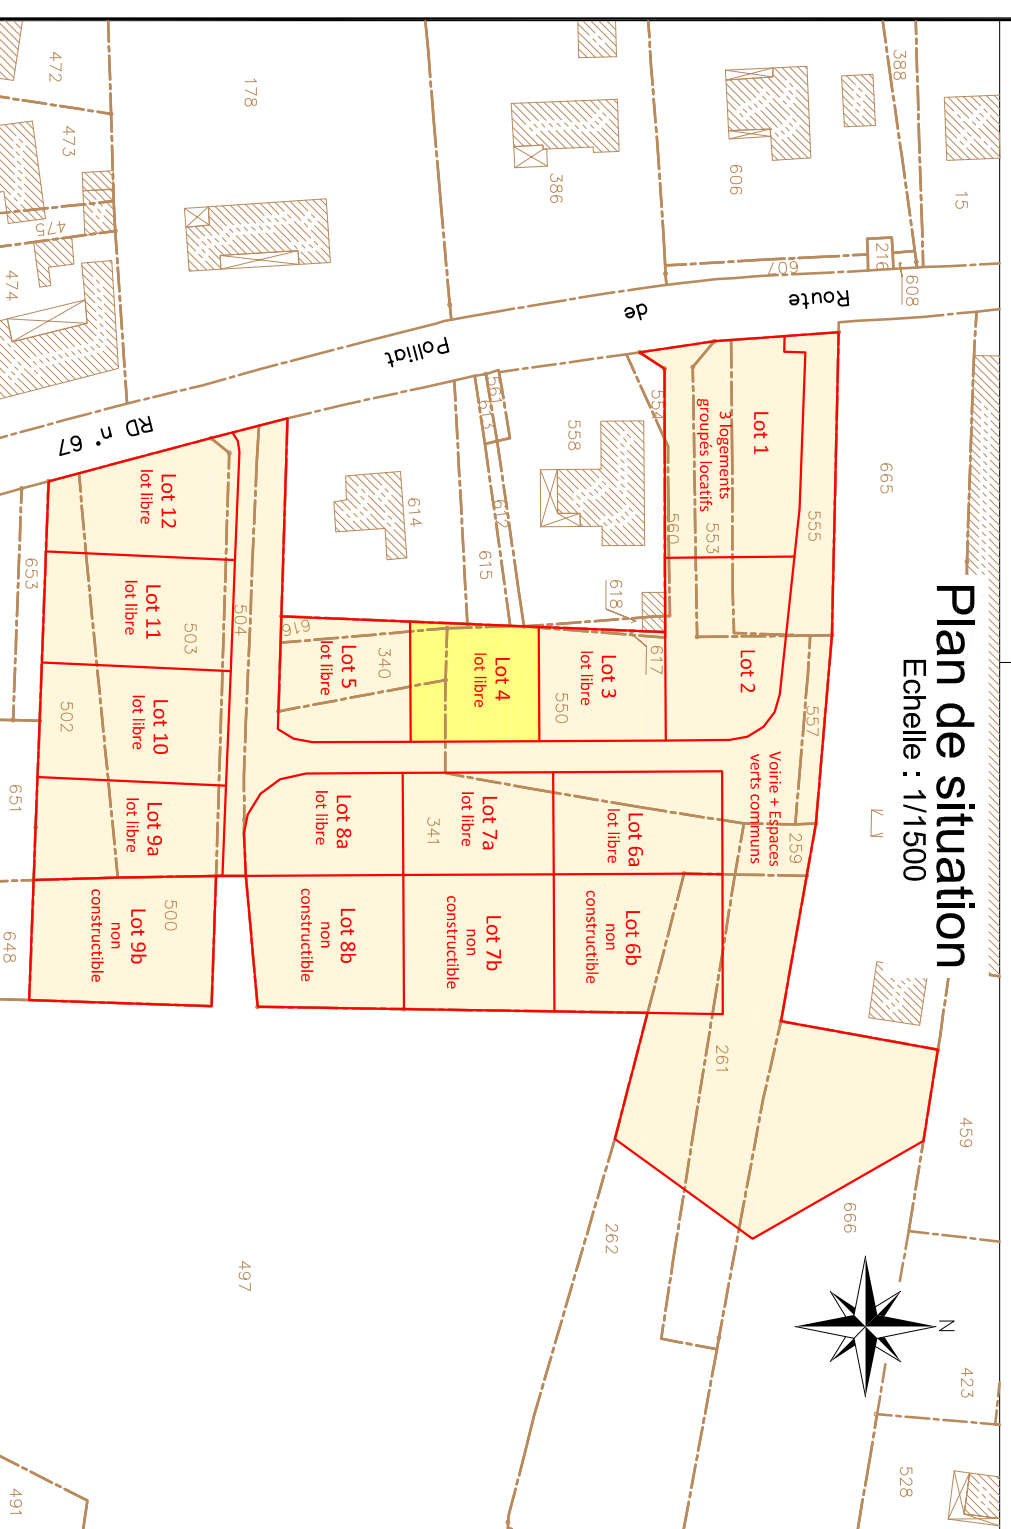 Plan de situation
Echelle : 1/1500
N
Route
de
Polliat
RD n° 67
Lot 1
3 logements
groupés locatifs
Lot 2
Lot 3
lot libre
Lot 4
lot libre
Lot 5
lot libre
Lot 6a
lot libre
Lot 6b
non
constructible
Lot 7a
lot libre
Lot 7b
non
constructible
Lot 8a
lot libre
Lot 8b
non
constructible
Lot 9a
lot libre
Lot 9b
non
constructible
Lot 10
lot libre
Lot 11
lot libre
Lot 12
lot libre
Voirie + Espaces
verts communs
472
473
475
474
178
386
606
388
15
216
607
608
665
555
553
560
554
558
561
613
612
615
614
618
617
616
340
550
557
259
341
504
503
502
500
653
651
648
261
262
666
459
423
528
497
491